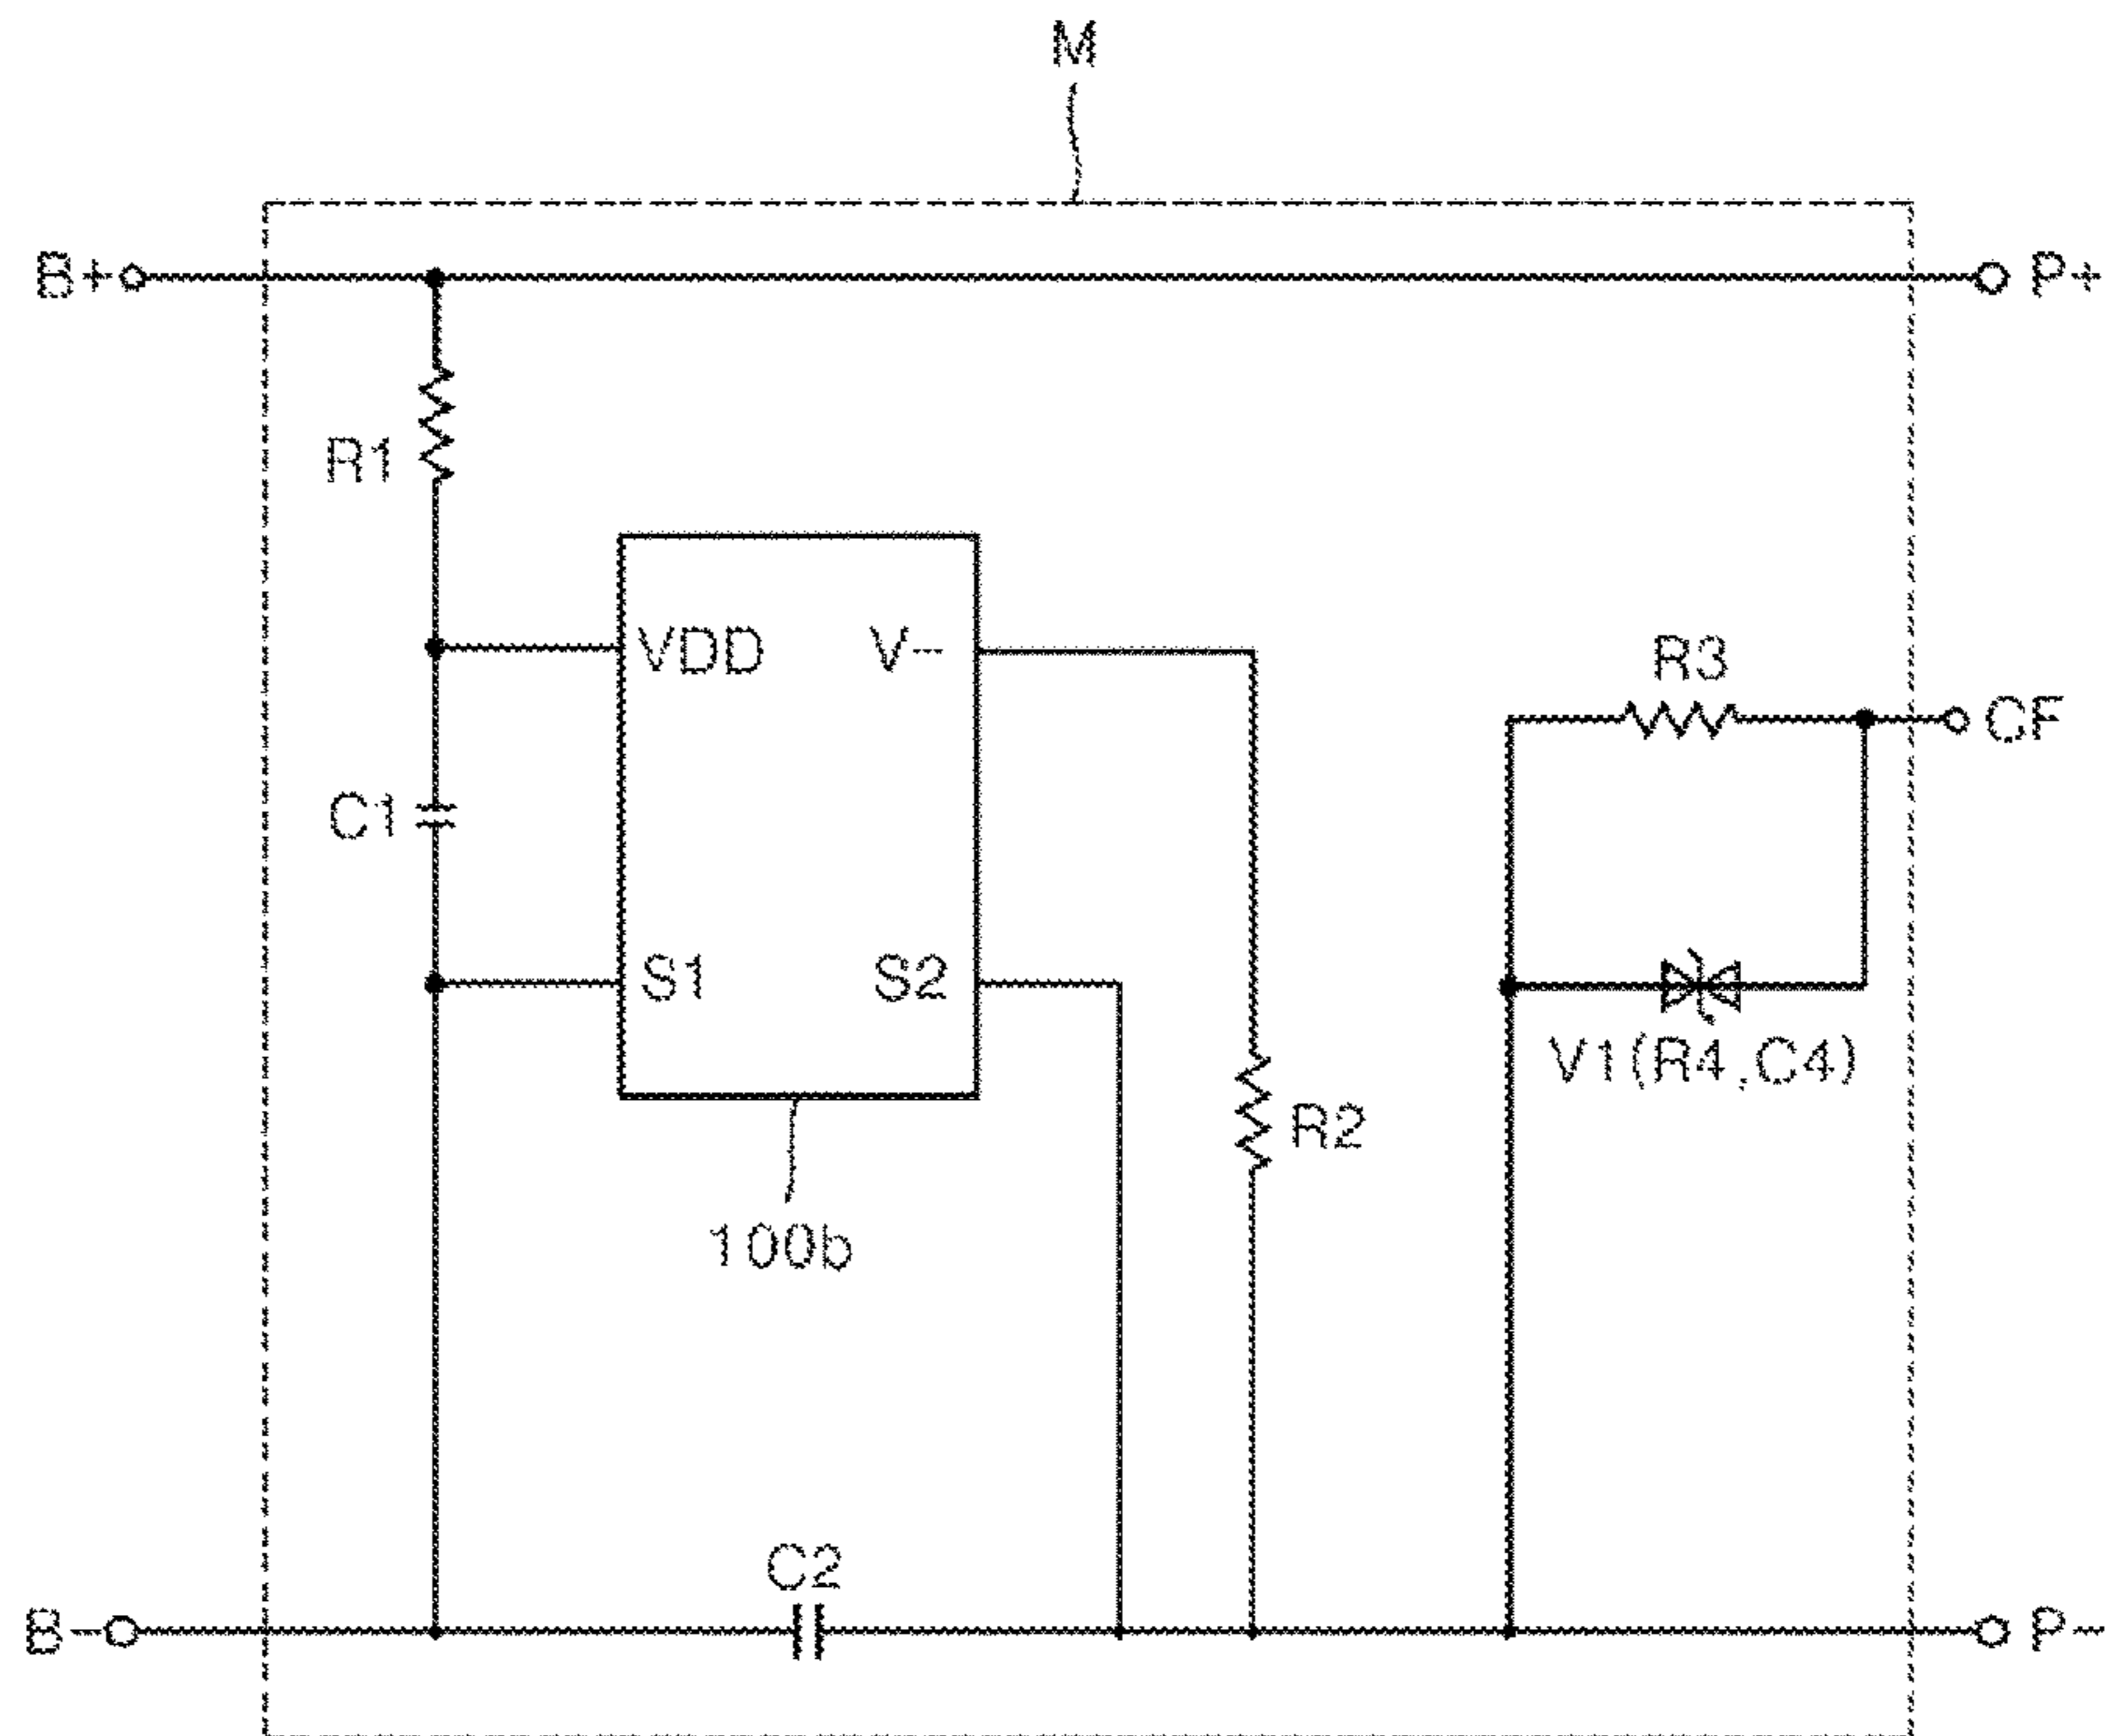 M
B+ P+
R1
VDD V-
R3
CF
C1
S1 S2
V1(R4,C4)
R2
100b
C2
B- P-